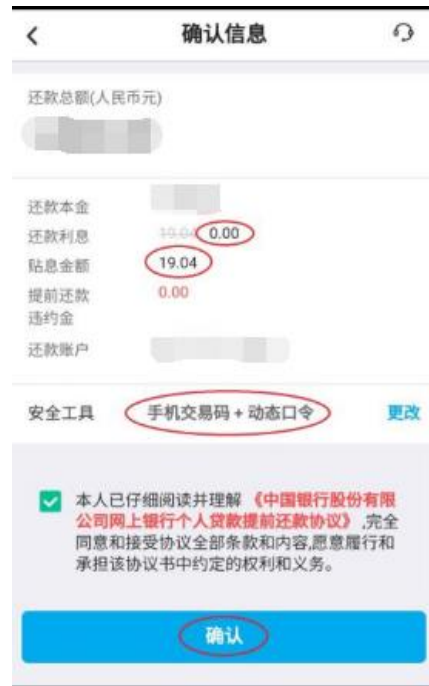 确认信息
还款总额(人民币元)
还款本金
还款利息 19.04 0.00
贴息金额 19.04
提前还款 0.00
违约金
还款账户
安全工具 手机交易码 + 动态口令 更改
本人已仔细阅读并理解 《中国银行股份有限
公司网上银行个人贷款提前还款协议》 ,完全
同意和接受协议全部条款和内容,愿意履行和
承担该协议书中约定的权利和义务。
确认